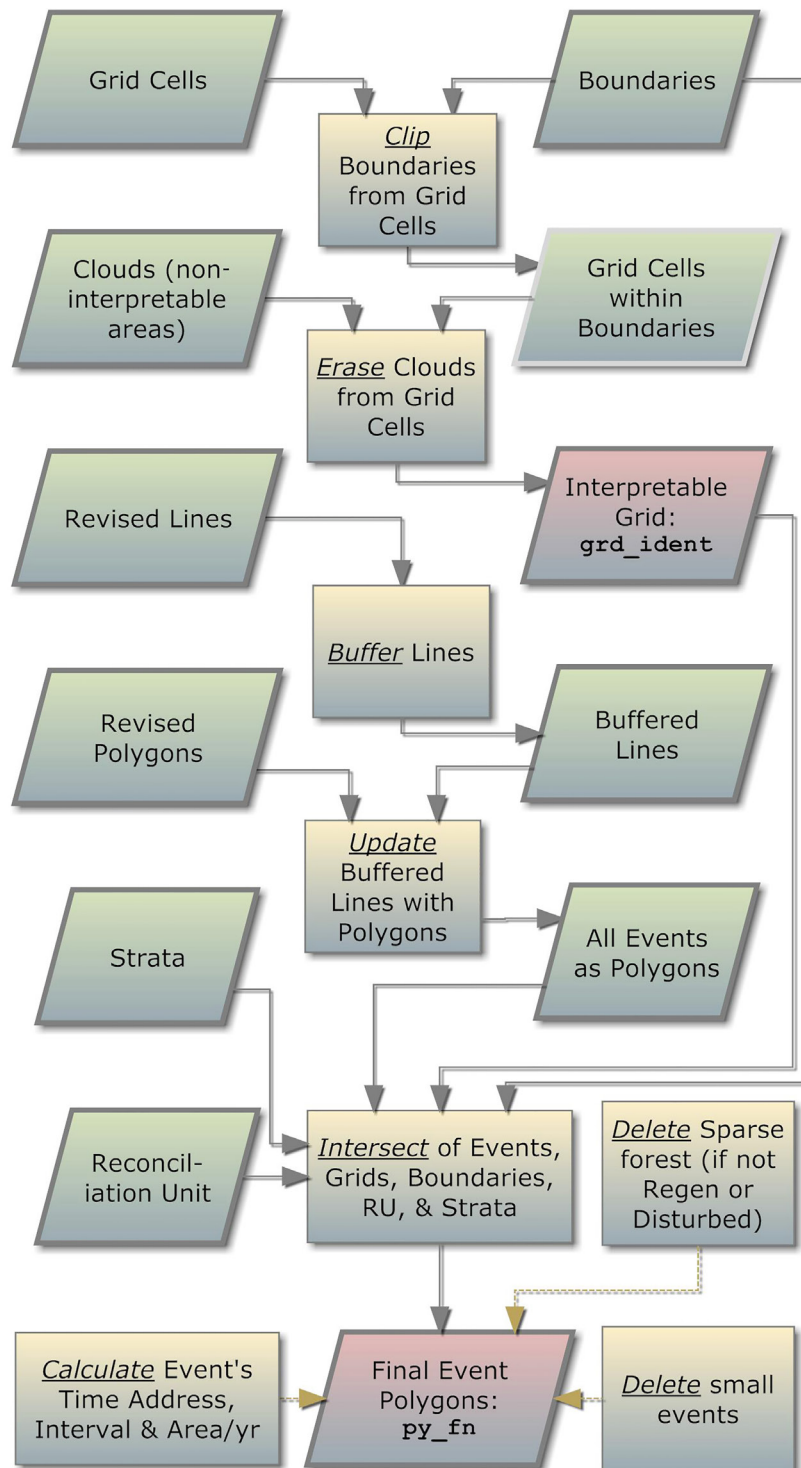 Grid Cells
Boundaries
Clip
Boundaries
from Grid
Cells
Clouds (non-
interpretable
areas)
Grid Cells
within
Boundaries
Erase Clouds
from Grid
Cells
Revised Lines
Interpretable
Grid:
grd_ident
Buffer Lines
Revised
Polygons
Buffered
Lines
Update
Buffered
Lines with
Polygons
All Events
as Polygons
Strata
Reconcil-
iation Unit
Intersect of Events,
Grids, Boundaries,
RU, & Strata
Delete Sparse
forest (if not
Regen or
Disturbed)
Calculate Event's
Time Address,
Interval & Area/yr
Final Event
Polygons:
py_fn
Delete small
events